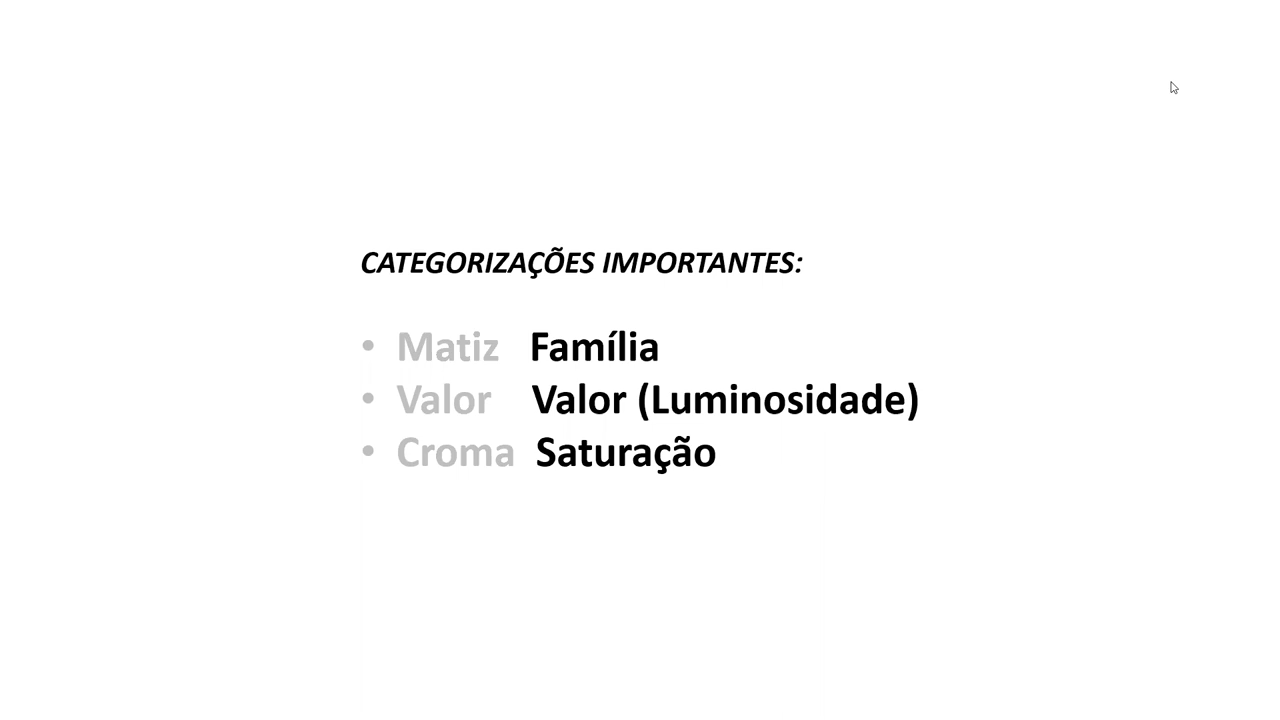 CATEGORIZAÇÕES IMPORTANTES:
• Matiz Família
• Valor Valor (Luminosidade)
• Croma Saturação